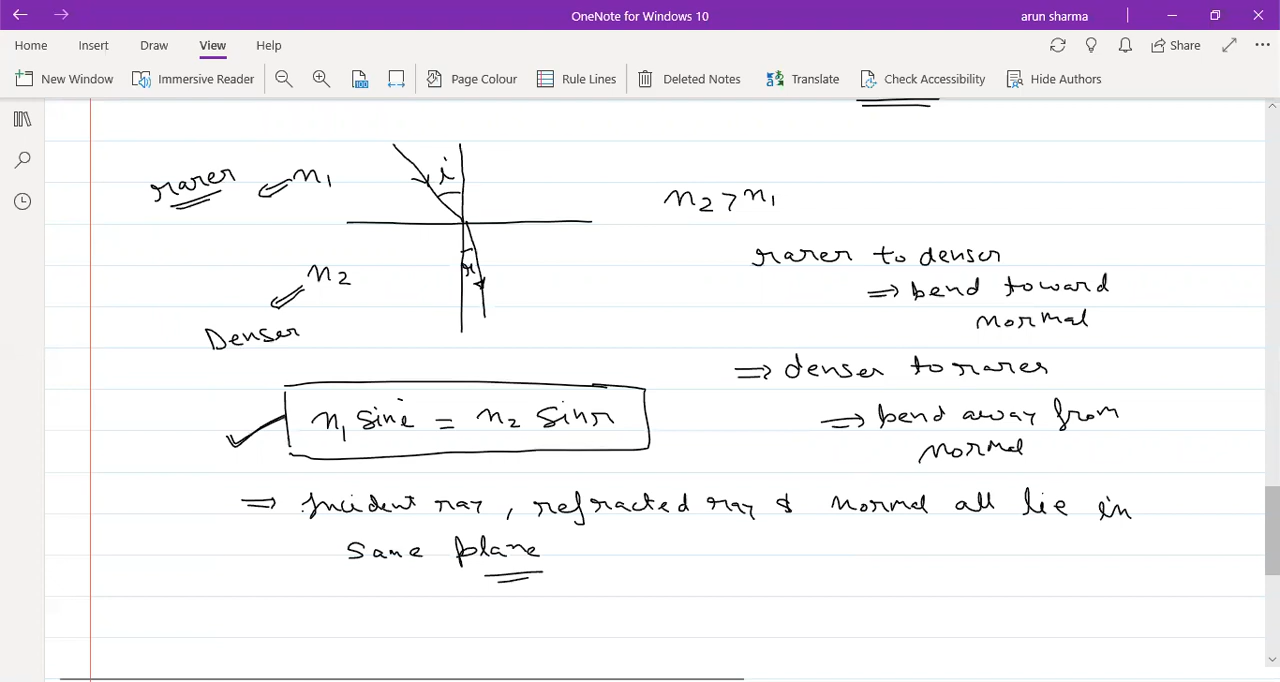 OneNote for Windows 10
arun sharma
Home Insert Draw View Help
Share
New Window Immersive Reader Page Colour Rule Lines Deleted Notes Translate Check Accessibility Hide Authors
rarer ⇐ n1
i
n2 > n1
r
n2
Denser
rarer to denser
⇒ bend toward
normal
⇒ denser to rarer
⇒ bend away from
normal
n1 sini = n2 sinr
⇒ Incident ray, refracted ray & normal all lie in
same plane